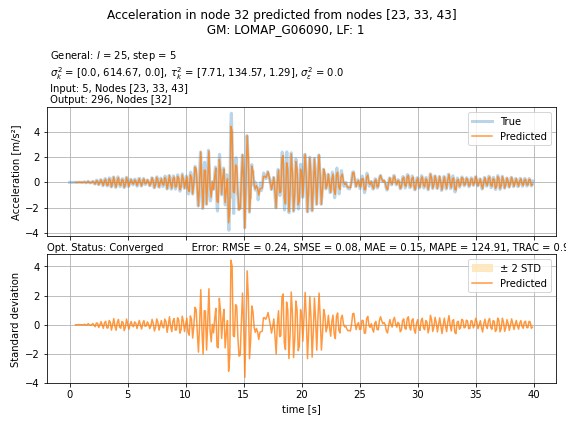 Acceleration in node 32 predicted from nodes [23, 33, 43]
GM: LOMAP_G06090, LF: 1
General: l = 25, step = 5
σ²ₖ = [0.0, 614.67, 0.0], τ²ₖ = [7.71, 134.57, 1.29], σ²ε = 0.0
Input: 5, Nodes [23, 33, 43]
Output: 296, Nodes [32]
Acceleration [m/s²]
4
2
0
−2
−4
True
Predicted
Opt. Status: Converged Error: RMSE = 0.24, SMSE = 0.08, MAE = 0.15, MAPE = 124.91, TRAC = 0.9
Standard deviation
4
2
0
−2
−4
± 2 STD
Predicted
0 5 10 15 20 25 30 35 40
time [s]